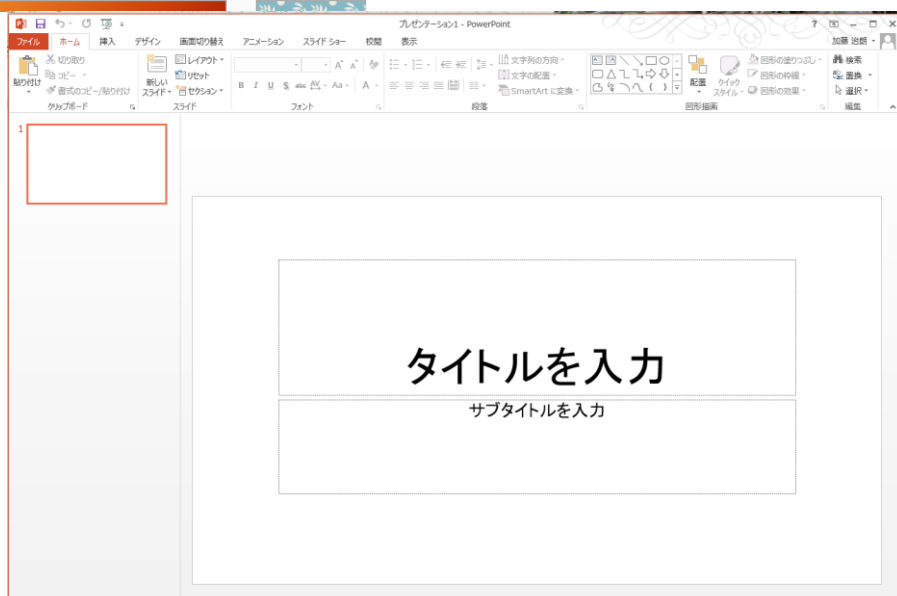 プレゼンテーション1 - PowerPoint
ファイル ホーム 挿入 デザイン 画面切り替え アニメーション スライド ショー 校閲 表示 加藤 治朗
貼り付け 切り取り コピー 書式のコピー/貼り付け
クリップボード
新しい スライド レイアウト リセット セクション
スライド
B I U S abc AV Aa A
フォント
文字列の方向 文字の配置 SmartArt に変換
段落
配置 クイック スタイル 図形の塗りつぶし 図形の枠線 図形の効果
図形描画
検索 置換 選択
編集
1
タイトルを入力
サブタイトルを入力